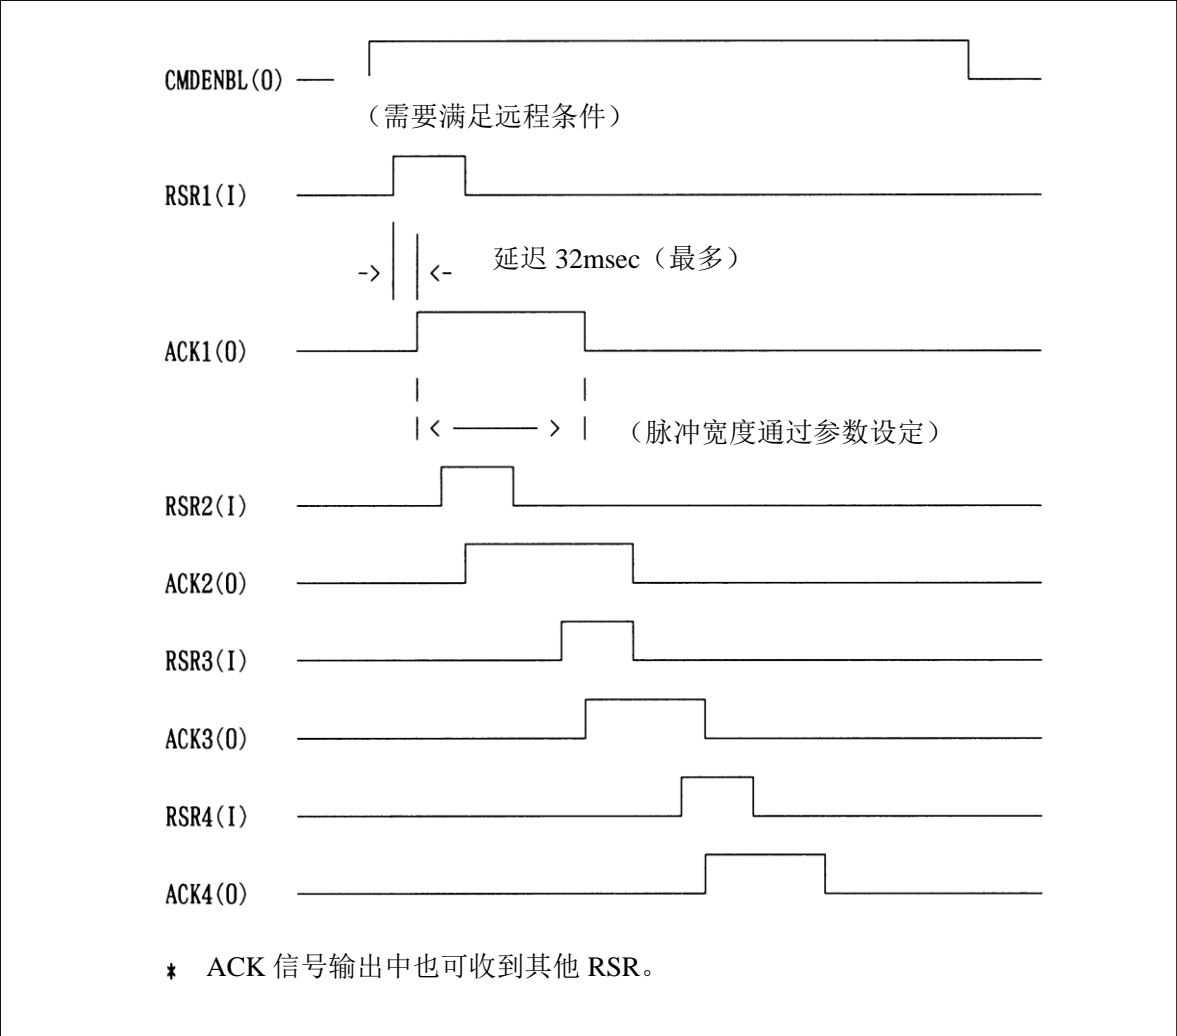 CMDENBL(O)
（需要满足远程条件）
RSR1(I)
延迟 32msec（最多）
-> <-
ACK1(O)
< >
（脉冲宽度通过参数设定）
RSR2(I)
ACK2(O)
RSR3(I)
ACK3(O)
RSR4(I)
ACK4(O)
* ACK 信号输出中也可收到其他 RSR。